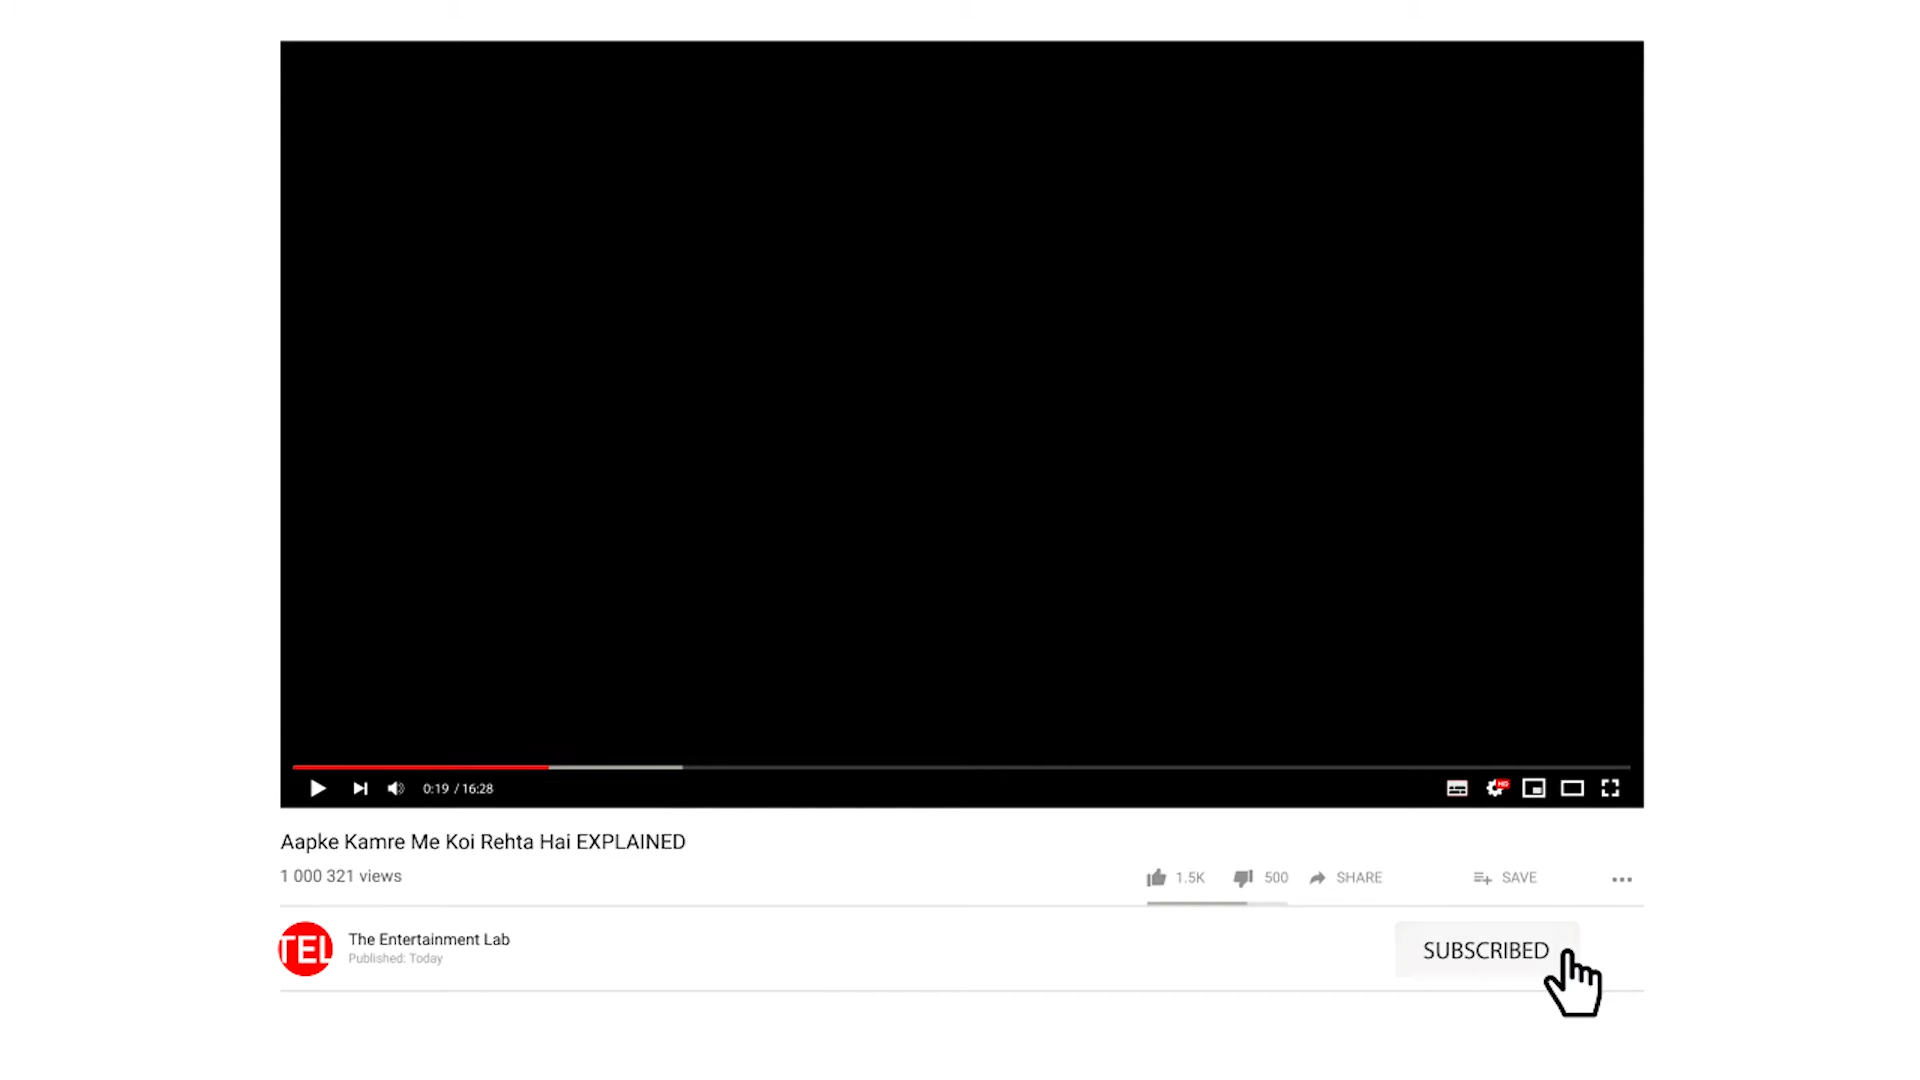 0:19 / 16:28
HD
Aapke Kamre Me Koi Rehta Hai EXPLAINED
1 000 321 views
1.5K 500 SHARE SAVE
TEL
The Entertainment Lab
Published: Today
SUBSCRIBED